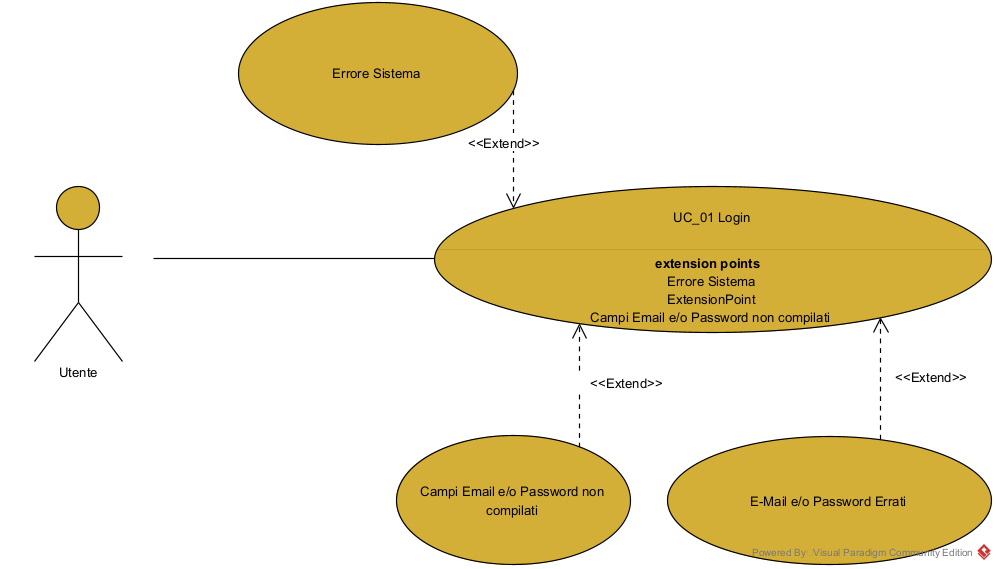 Errore Sistema
<<Extend>>
UC_01 Login
extension points
Errore Sistema
ExtensionPoint
Campi Email e/o Password non compilati
Utente
<<Extend>>
<<Extend>>
Campi Email e/o Password non
compilati
E-Mail e/o Password Errati
Powered By: Visual Paradigm Community Edition